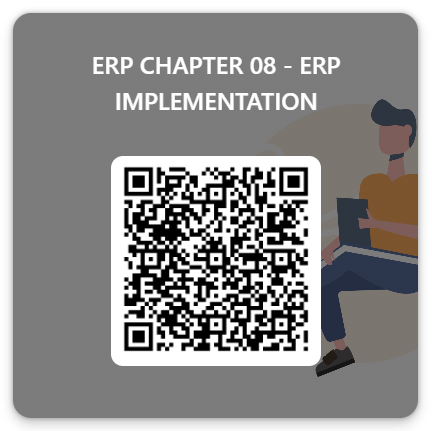 ERP CHAPTER 08 - ERP
IMPLEMENTATION